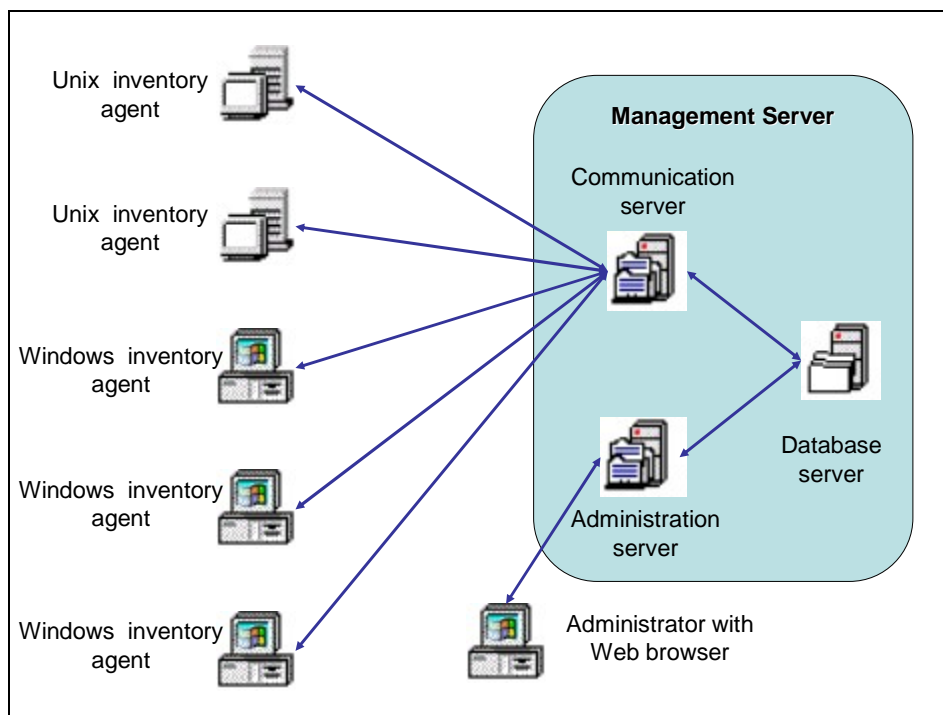 Unix inventory
agent
Unix inventory
agent
Windows inventory
agent
Windows inventory
agent
Windows inventory
agent
Management Server
Communication
server
Database
server
Administration
server
Administrator with
Web browser